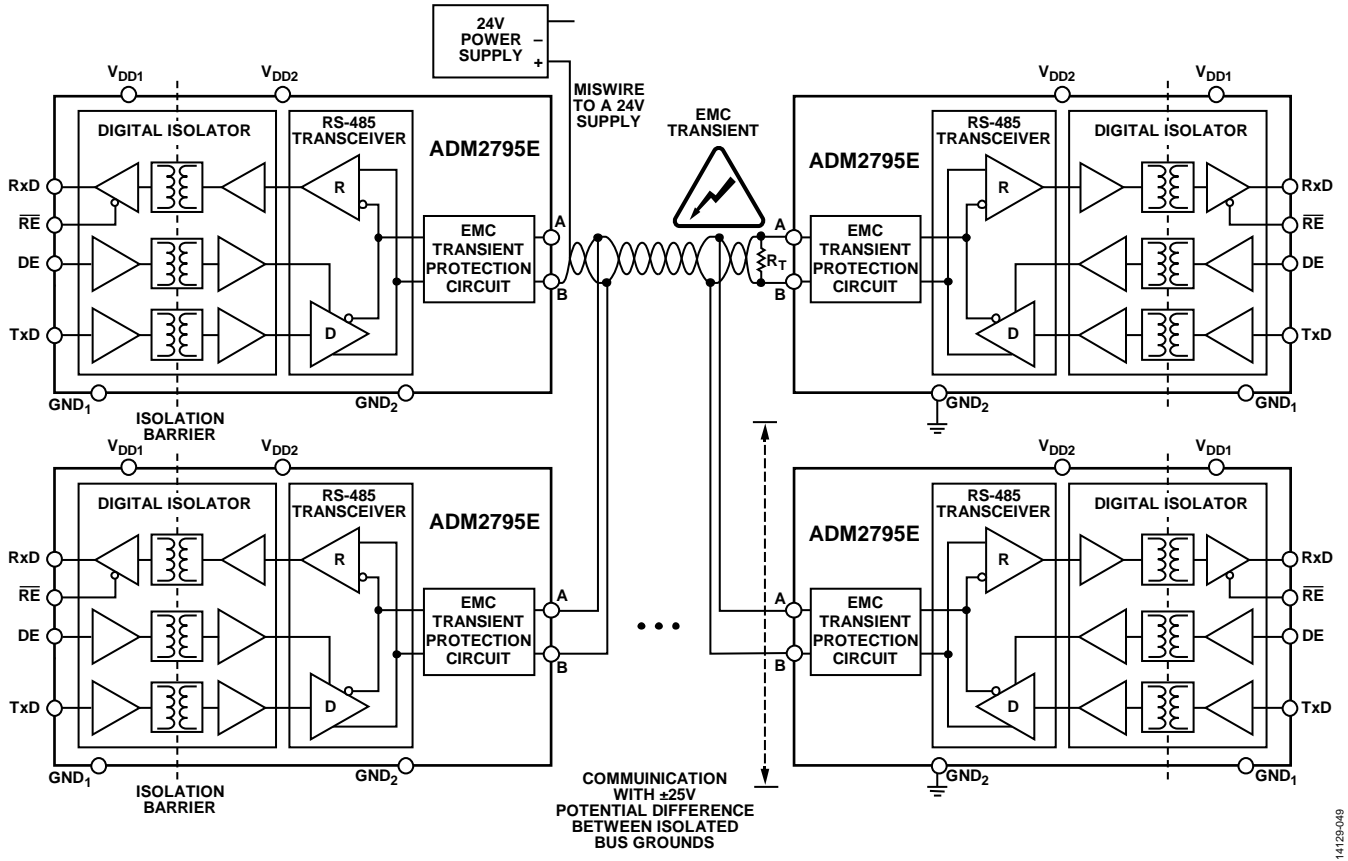 24V
POWER
SUPPLY
–
+
VDD1
VDD2
MISWIRE
TO A 24V
SUPPLY
EMC
TRANSIENT
VDD2
VDD1
DIGITAL ISOLATOR
RS-485
TRANSCEIVER
ADM2795E
RxD
RE
DE
TxD
R
D
EMC
TRANSIENT
PROTECTION
CIRCUIT
A
B
GND1
GND2
ISOLATION
BARRIER
RT
A
B
ADM2795E
EMC
TRANSIENT
PROTECTION
CIRCUIT
RS-485
TRANSCEIVER
R
D
DIGITAL ISOLATOR
RxD
RE
DE
TxD
GND2
GND1
VDD1
VDD2
DIGITAL ISOLATOR
RS-485
TRANSCEIVER
ADM2795E
RxD
RE
DE
TxD
R
D
EMC
TRANSIENT
PROTECTION
CIRCUIT
A
B
GND1
GND2
ISOLATION
BARRIER
• • •
COMMUINICATION
WITH ±25V
POTENTIAL DIFFERENCE
BETWEEN ISOLATED
BUS GROUNDS
VDD2
VDD1
A
B
ADM2795E
EMC
TRANSIENT
PROTECTION
CIRCUIT
RS-485
TRANSCEIVER
R
D
DIGITAL ISOLATOR
RxD
RE
DE
TxD
GND2
GND1
14129-049